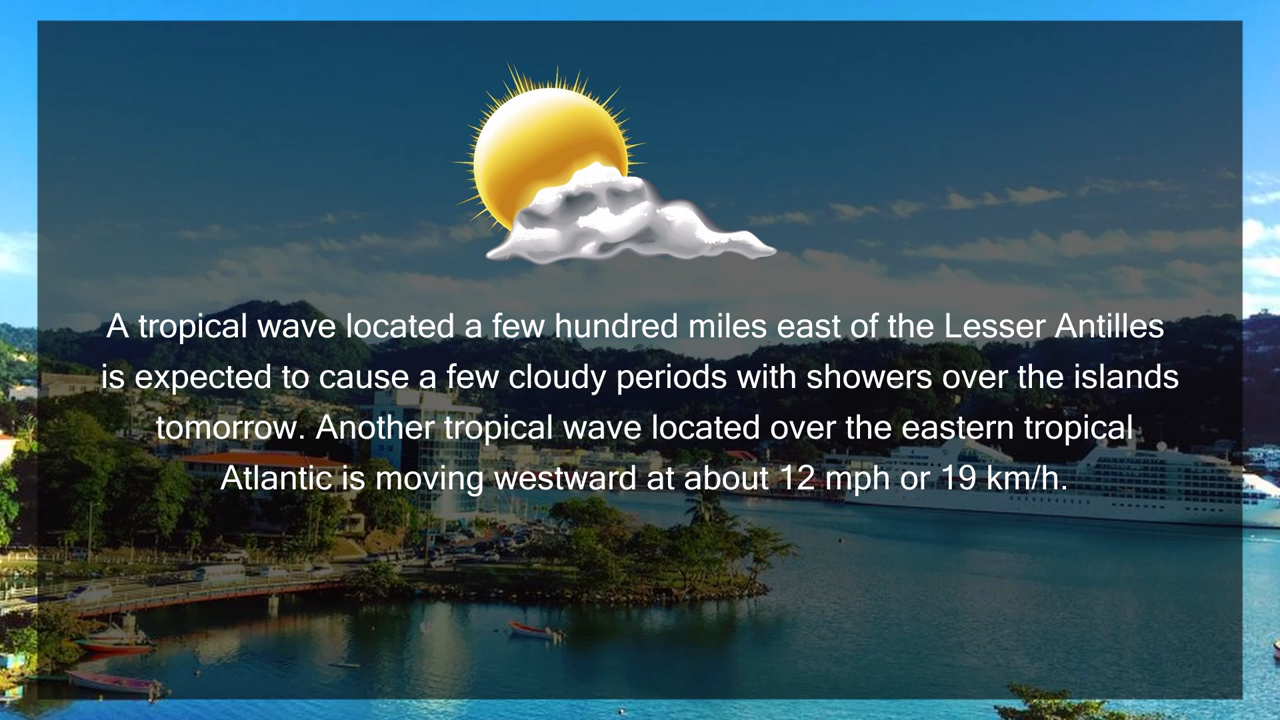 A tropical wave located a few hundred miles east of the Lesser Antilles
is expected to cause a few cloudy periods with showers over the islands
tomorrow. Another tropical wave located over the eastern tropical
Atlantic is moving westward at about 12 mph or 19 km/h.